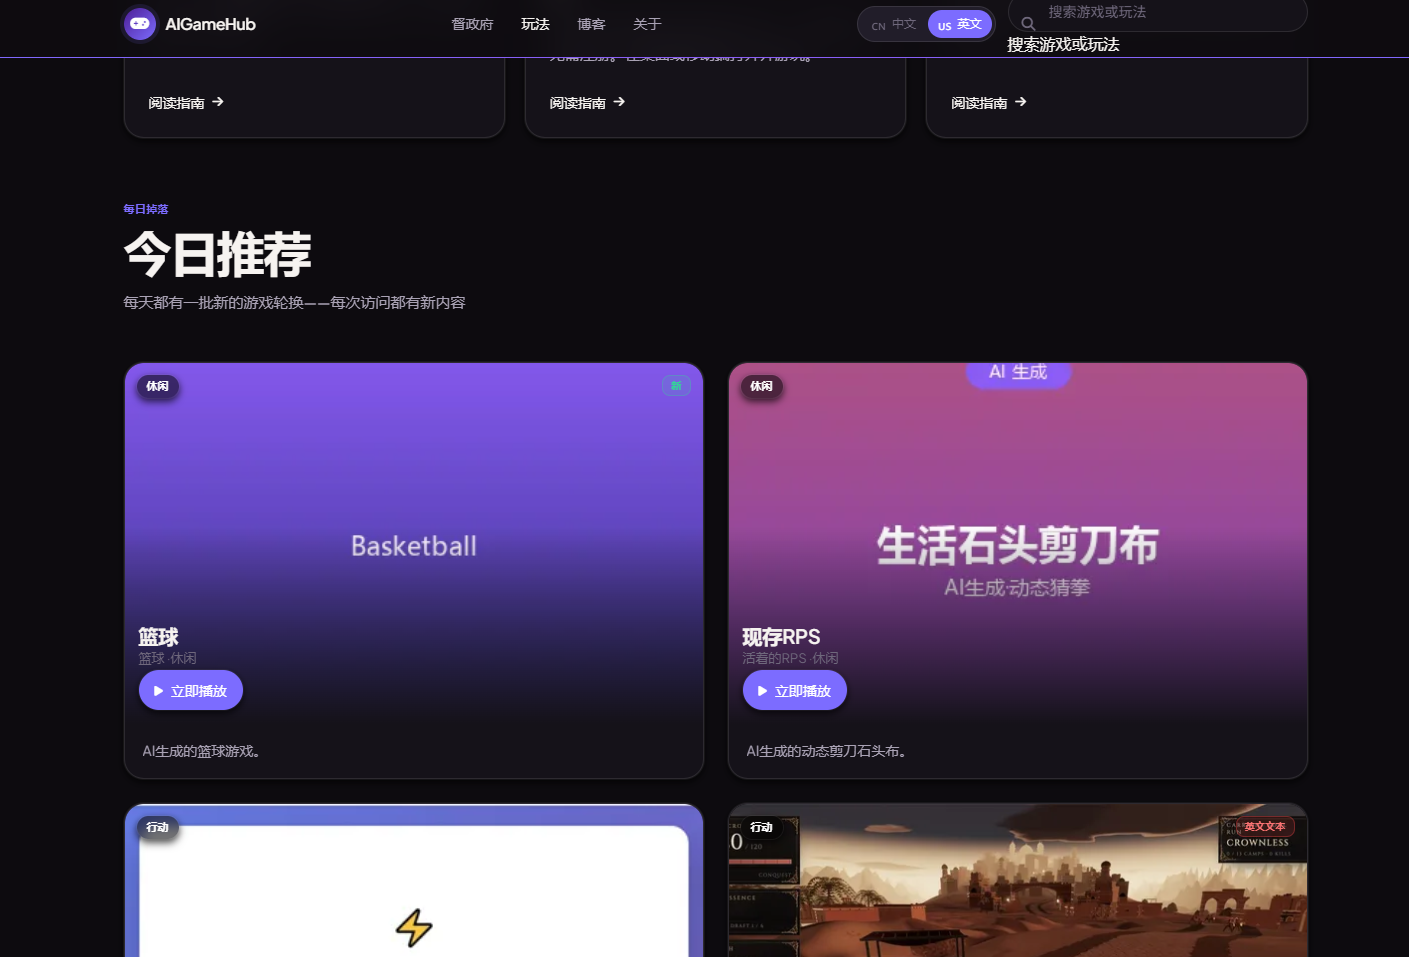 AIGameHub
督政府
玩法
博客
关于
CN 中文
US 英文
搜索游戏或玩法
搜索游戏或玩法
阅读指南 →
阅读指南 →
阅读指南 →
每日掉落
今日推荐
每天都有一批新的游戏轮换——每次访问都有新内容
休闲
新
Basketball
篮球
篮球 ·休闲
立即播放
AI生成的篮球游戏。
休闲
AI 生成
生活石头剪刀布
AI生成·动态猜拳
现存RPS
活着的RPS ·休闲
立即播放
AI生成的动态剪刀石头布。
行动
行动
英文文本
CROWNLESS